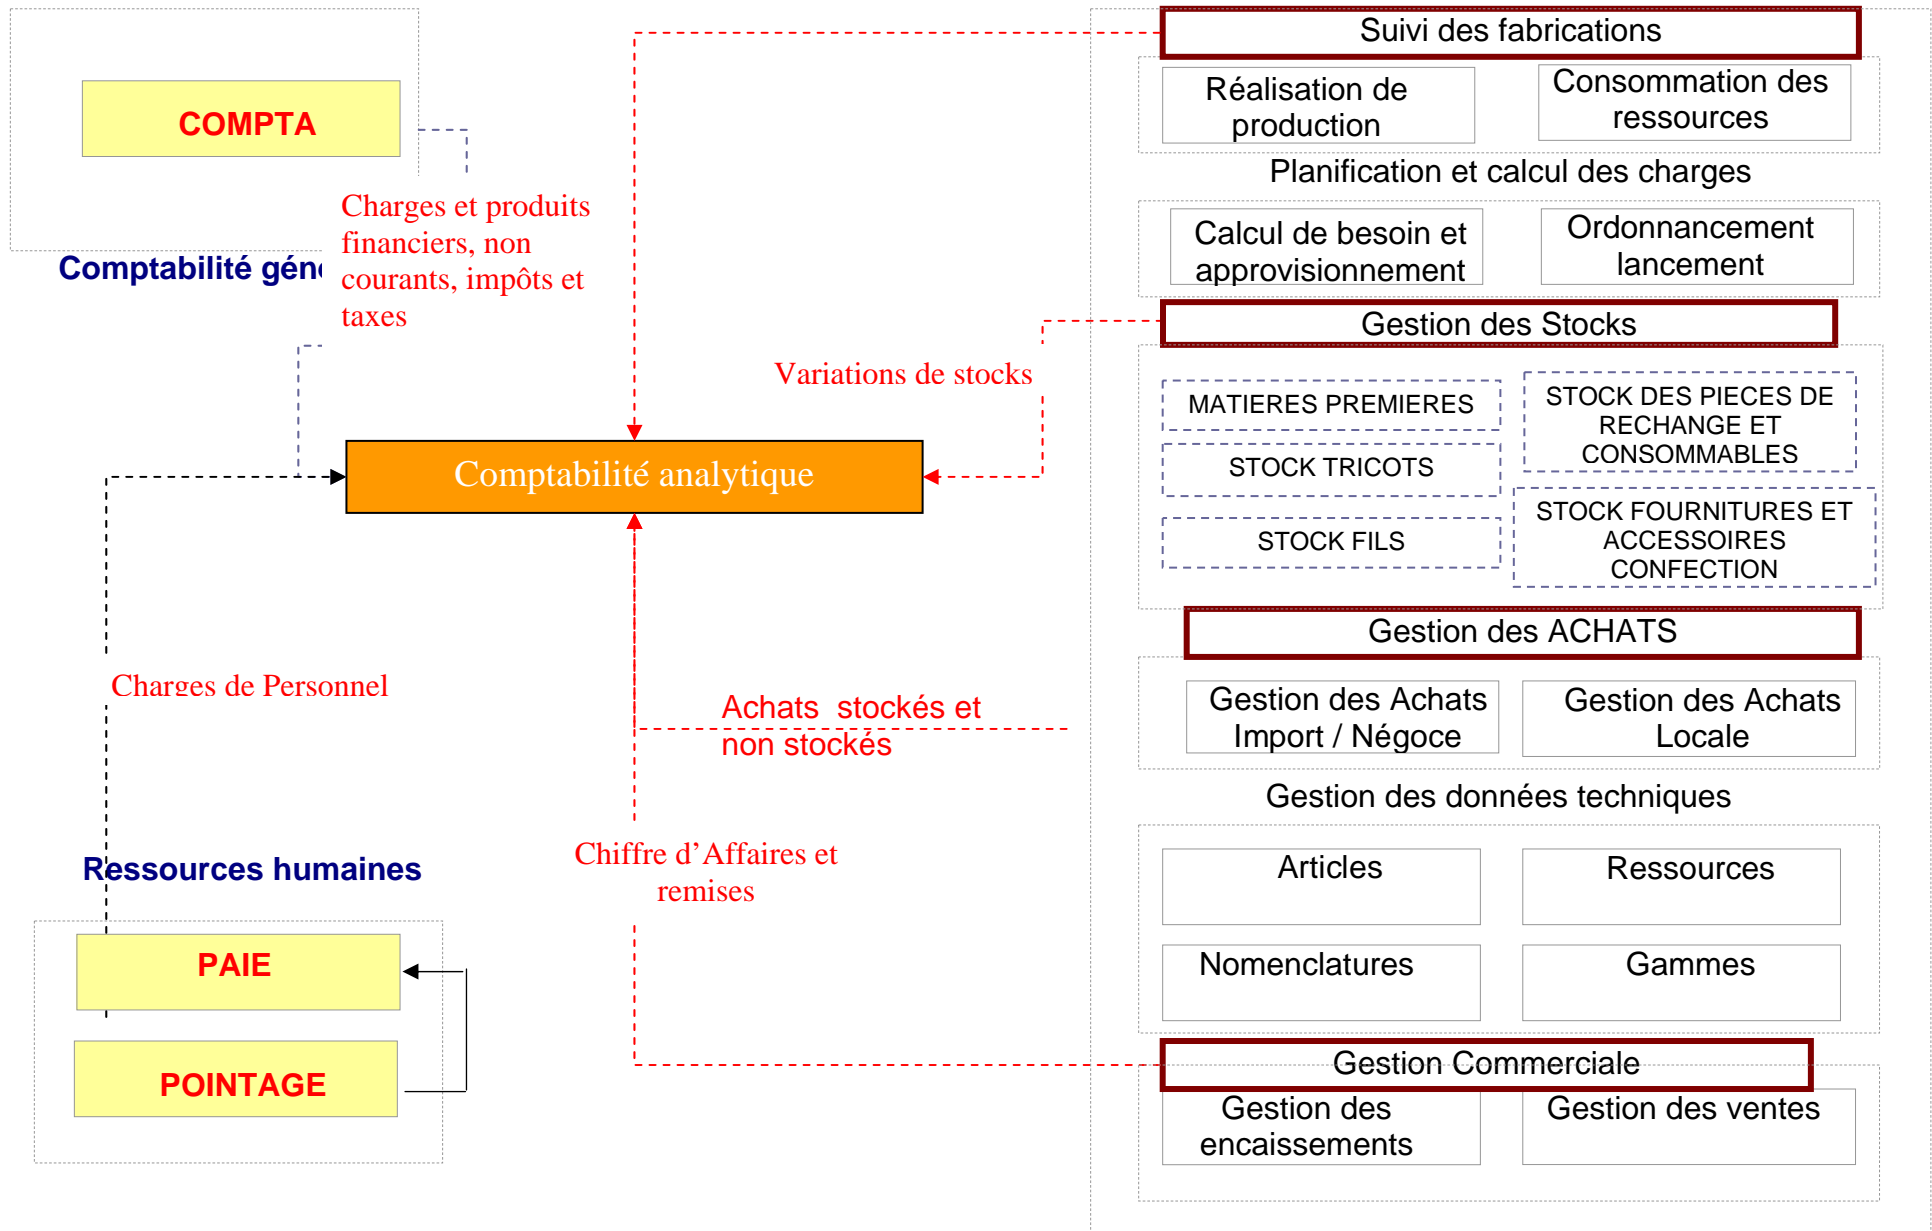 COMPTA
Charges et produits
financiers, non
courants, impôts et
taxes
Comptabilité
Variations de stocks
Comptabilité analytique
Charges de Personnel
Achats stockés et
non stockés
Chiffre d’Affaires et
remises
Ressources humaines
PAIE
POINTAGE
Suivi des fabrications
Réalisation de
production
Consommation des
ressources
Planification et calcul des charges
Calcul de besoin et
approvisionnement
Ordonnancement
lancement
Gestion des Stocks
MATIERES PREMIERES
STOCK TRICOTS
STOCK FILS
STOCK DES PIECES DE
RECHANGE ET
CONSOMMABLES
STOCK FOURNITURES ET
ACCESSOIRES
CONFECTION
Gestion des ACHATS
Gestion des Achats
Import / Négoce
Gestion des Achats
Locale
Gestion des données techniques
Articles
Ressources
Nomenclatures
Gammes
Gestion Commerciale
Gestion des
encaissements
Gestion des ventes